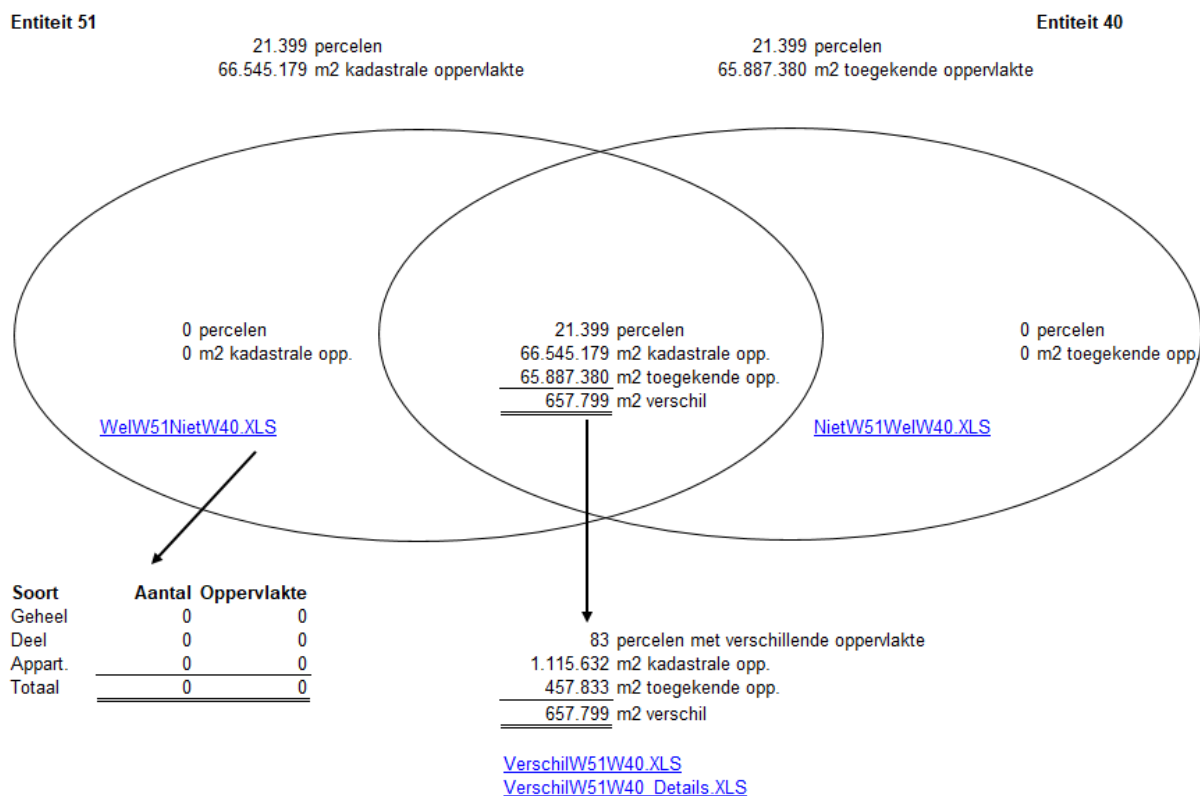 Entiteit 51 Entiteit 40
21.399 percelen 21.399 percelen
66.545.179 m2 kadastrale oppervlakte 65.887.380 m2 toegekende oppervlakte
0 percelen 21.399 percelen 0 percelen
0 m2 kadastrale opp. 66.545.179 m2 kadastrale opp. 0 m2 toegekende opp.
65.887.380 m2 toegekende opp.
657.799 m2 verschil
WelW51NietW40.XLS NietW51WelW40.XLS
Soort Aantal Oppervlakte
Geheel 0 0
Deel 0 0
Appart. 0 0
Totaal 0 0
83 percelen met verschillende oppervlakte
1.115.632 m2 kadastrale opp.
457.833 m2 toegekende opp.
657.799 m2 verschil
VerschilW51W40.XLS
VerschilW51W40_Details.XLS